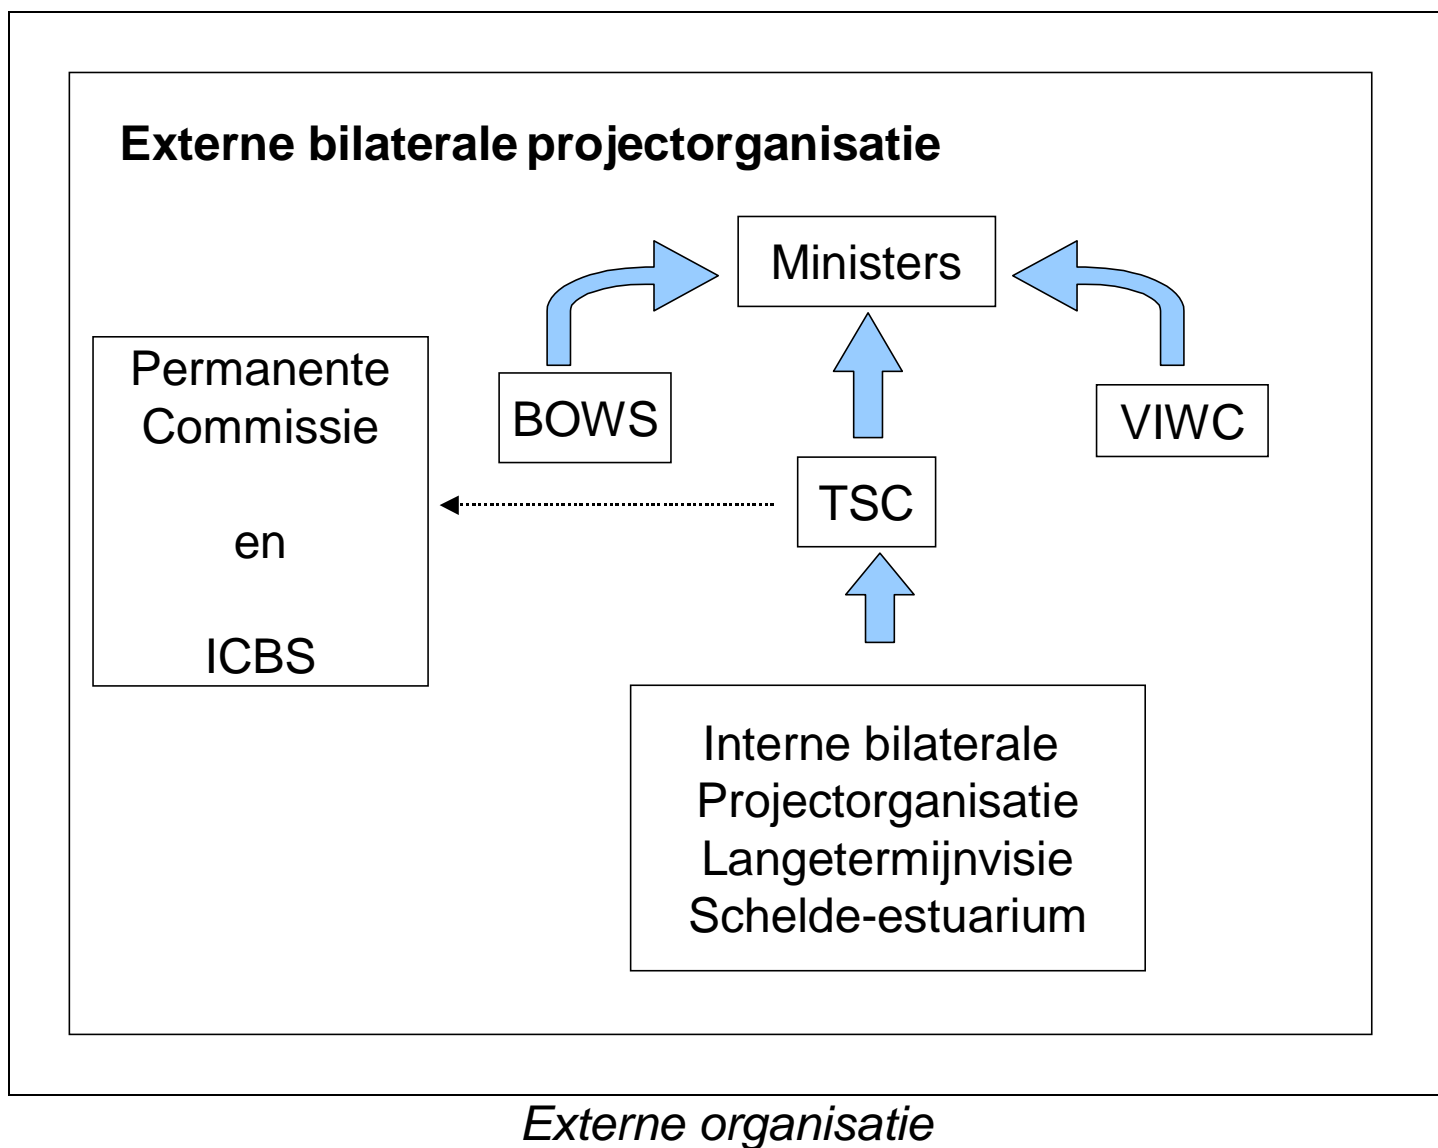 Externe bilaterale projectorganisatie
Ministers
BOWS
VIWC
Permanente
Commissie
en
ICBS
TSC
Interne bilaterale
Projectorganisatie
Langetermijnvisie
Schelde-estuarium
Externe organisatie